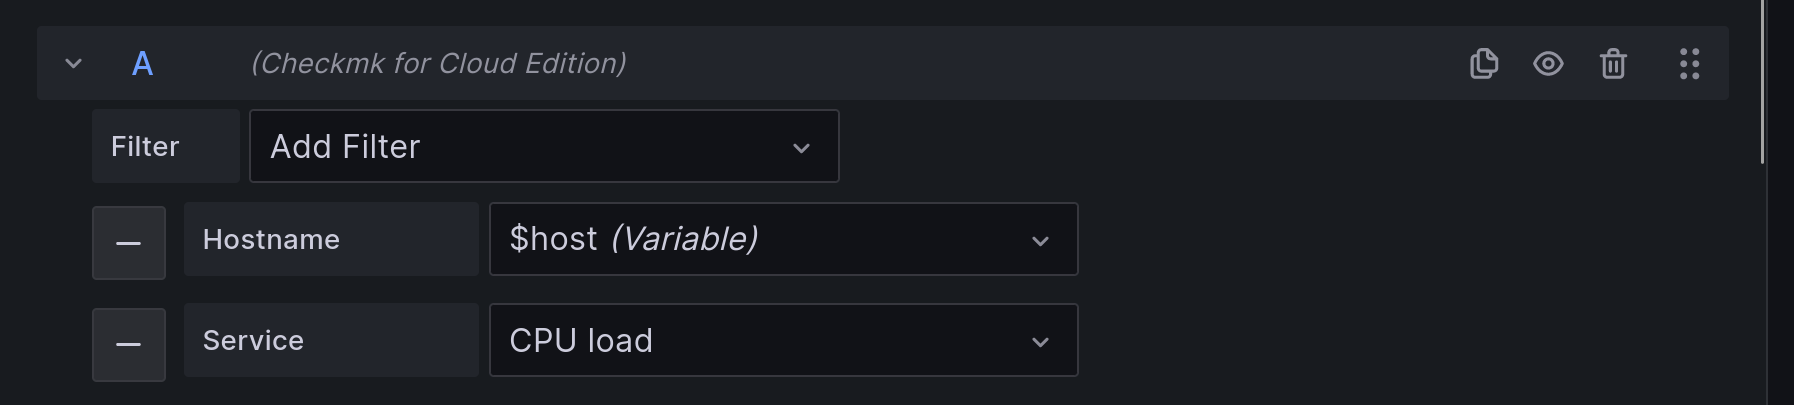 A (Checkmk for Cloud Edition)
Filter Add Filter
Hostname $host (Variable)
Service CPU load